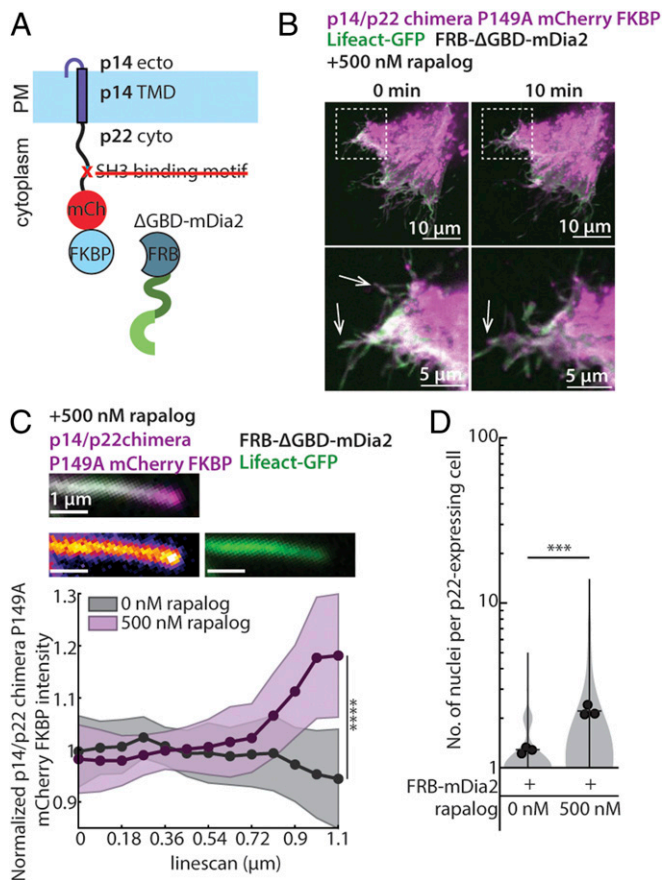 A
p14 ecto
p14 TMD
PM
p22 cyto
cytoplasm
X SH3 binding motif
mCh
ΔGBD-mDia2
FKBP
FRB
B
p14/p22 chimera P149A mCherry FKBP
Lifeact-GFP FRB-ΔGBD-mDia2
+500 nM rapalog
0 min
10 min
10 µm
10 µm
5 µm
5 µm
C
+500 nM rapalog
p14/p22chimera
P149A mCherry FKBP
FRB-ΔGBD-mDia2
Lifeact-GFP
1 µm
Normalized p14/p22 chimera P149A
mCherry FKBP intensity
1.3
1.2
1.1
1
0.9
0 nM rapalog
500 nM rapalog
****
0 0.18 0.36 0.54 0.72 0.9 1.1
linescan (µm)
D
No. of nuclei per p22-expressing cell
100
10
1
***
FRB-mDia2 + +
rapalog 0 nM 500 nM